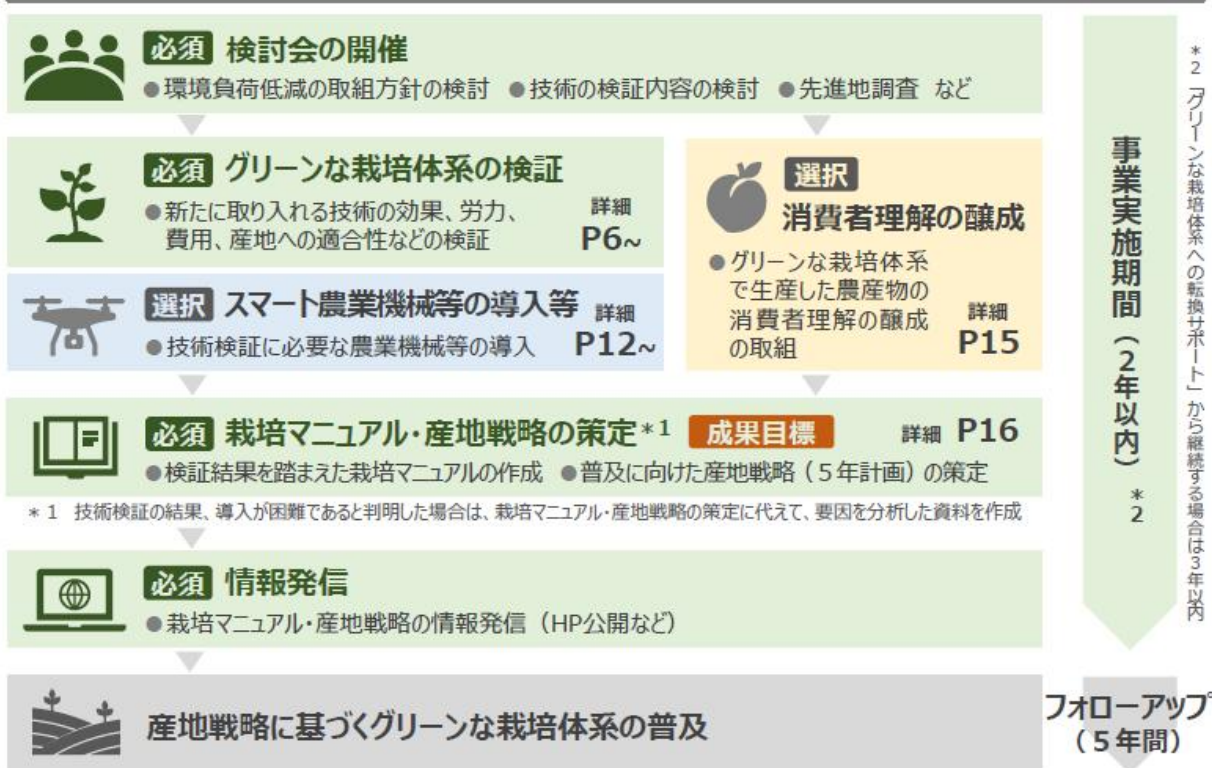 必須 検討会の開催
●環境負荷低減の取組方針の検討 ●技術の検証内容の検討 ●先進地調査 など
必須 グリーンな栽培体系の検証
●新たに取り入れる技術の効果、労力、
費用、産地への適合性などの検証
詳細
P6~
選択 スマート農業機械等の導入等 詳細
●技術検証に必要な農業機械等の導入 P12~
選択
消費者理解の醸成
●グリーンな栽培体系
で生産した農産物の
消費者理解の醸成
の取組
詳細
P15
必須 栽培マニュアル・産地戦略の策定*1 成果目標 詳細 P16
●検証結果を踏まえた栽培マニュアルの作成 ●普及に向けた産地戦略（5年計画）の策定
*1 技術検証の結果、導入が困難であると判明した場合は、栽培マニュアル・産地戦略の策定に代えて、要因を分析した資料を作成
必須 情報発信
●栽培マニュアル・産地戦略の情報発信（HP公開など）
産地戦略に基づくグリーンな栽培体系の普及
事業実施期間（2年以内）*2
*2「グリーンな栽培体系への転換サポート」から継続する場合は3年以内
フォローアップ
（5年間）